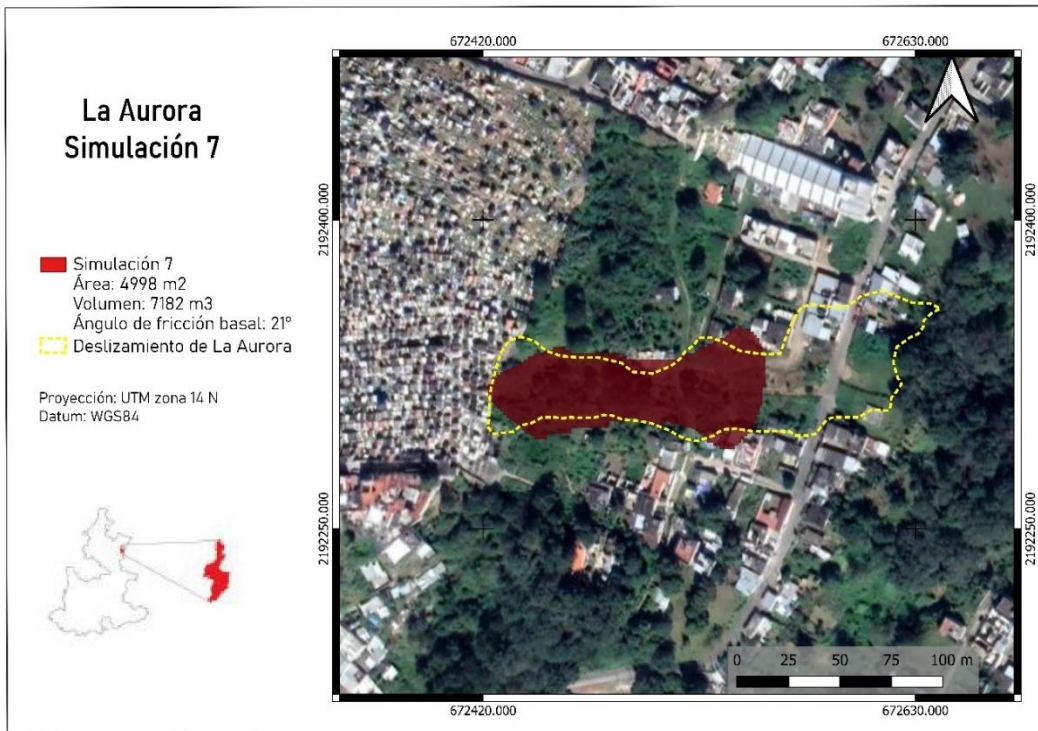 La Aurora
Simulación 7
Simulación 7
Área: 4998 m2
Volumen: 7182 m3
Ángulo de fricción basal: 21°
Deslizamiento de La Aurora
Proyección: UTM zona 14 N
Datum: WGS84
672420.000
672630.000
2192400.000
2192400.000
2192250.000
2192250.000
0 25 50 75 100 m
672420.000
672630.000